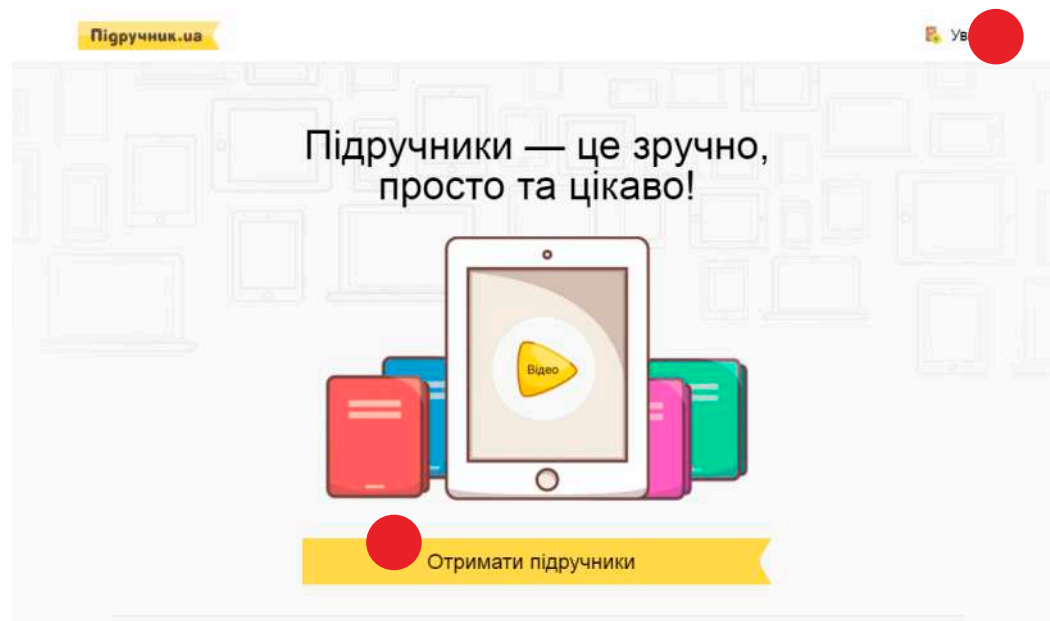 Підручник.ua
Підручники — це зручно,
просто та цікаво!
Відео
Отримати підручники